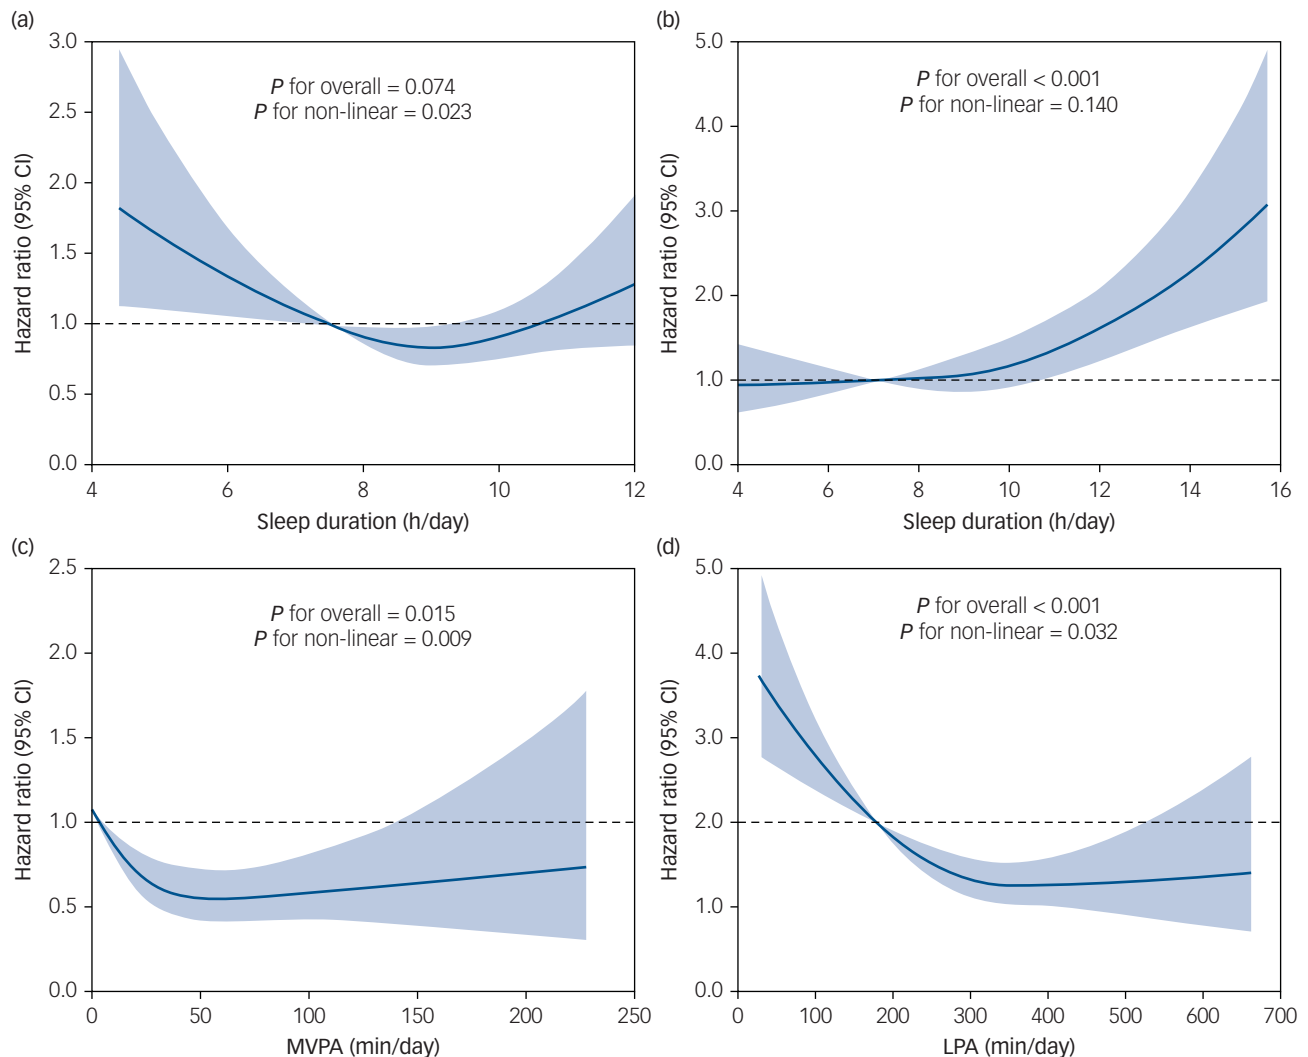 (a)
3.0
2.5
2.0
1.5
1.0
0.5
0.0
Hazard ratio (95% CI)
P for overall = 0.074
P for non-linear = 0.023
4 6 8 10 12
Sleep duration (h/day)
(b)
5.0
4.0
3.0
2.0
1.0
0.0
Hazard ratio (95% CI)
P for overall < 0.001
P for non-linear = 0.140
4 6 8 10 12 14 16
Sleep duration (h/day)
(c)
2.5
2.0
1.5
1.0
0.5
0.0
Hazard ratio (95% CI)
P for overall = 0.015
P for non-linear = 0.009
0 50 100 150 200 250
MVPA (min/day)
(d)
5.0
4.0
3.0
2.0
1.0
0.0
Hazard ratio (95% CI)
P for overall < 0.001
P for non-linear = 0.032
0 100 200 300 400 500 600 700
LPA (min/day)